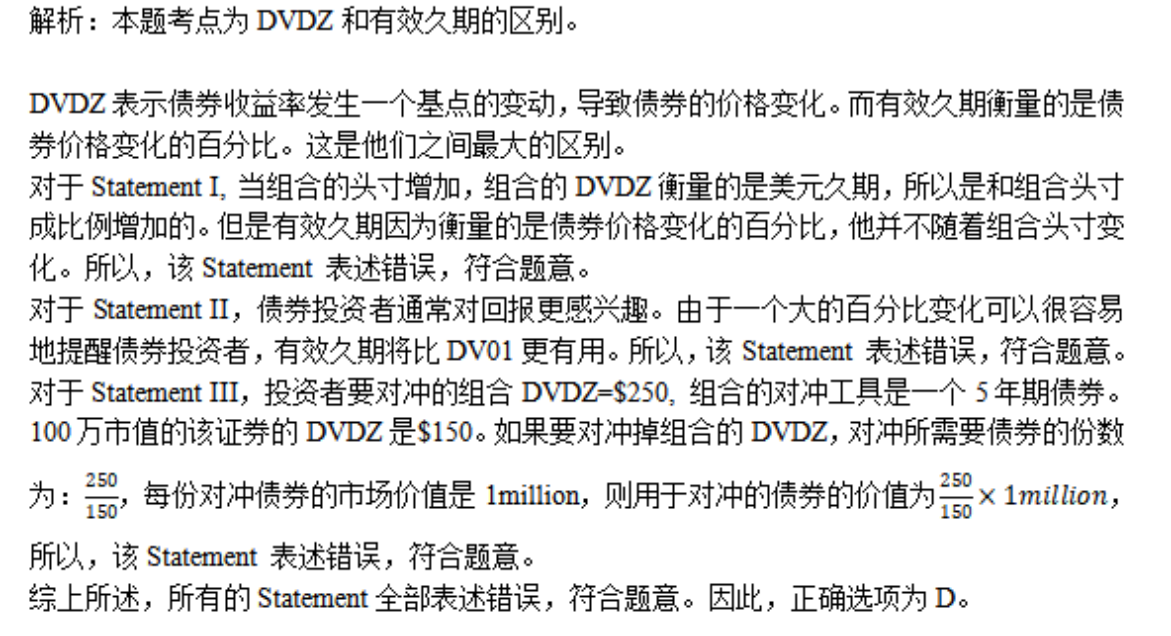 解析：本题考点为 DVDZ 和有效久期的区别。
DVDZ 表示债券收益率发生一个基点的变动，导致债券的价格变化。而有效久期衡量的是债
券价格变化的百分比。这是他们之间最大的区别。
对于 Statement I, 当组合的头寸增加，组合的 DVDZ 衡量的是美元久期，所以是和组合头寸
成比例增加的。但是有效久期因为衡量的是债券价格变化的百分比，他并不随着组合头寸变
化。所以，该 Statement 表述错误，符合题意。
对于 Statement II，债券投资者通常对回报更感兴趣。由于一个大的百分比变化可以很容易
地提醒债券投资者，有效久期将比 DV01 更有用。所以，该 Statement 表述错误，符合题意。
对于 Statement III，投资者要对冲的组合 DVDZ=$250, 组合的对冲工具是一个 5 年期债券。
100 万市值的该证券的 DVDZ 是$150。如果要对冲掉组合的 DVDZ，对冲所需要债券的份数
为：250/150，每份对冲债券的市场价值是 1million，则用于对冲的债券的价值为250/150 × 1million，
所以，该 Statement 表述错误，符合题意。
综上所述，所有的 Statement 全部表述错误，符合题意。因此，正确选项为 D。